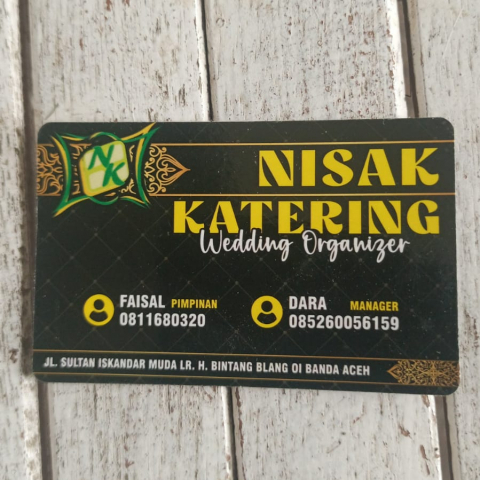 NK
NISAK
KATERING
Wedding Organizer
FAISAL PIMPINAN
0811680320
DARA MANAGER
085260056159
JL. SULTAN ISKANDAR MUDA LR. H. BINTANG BLANG OI BANDA ACEH